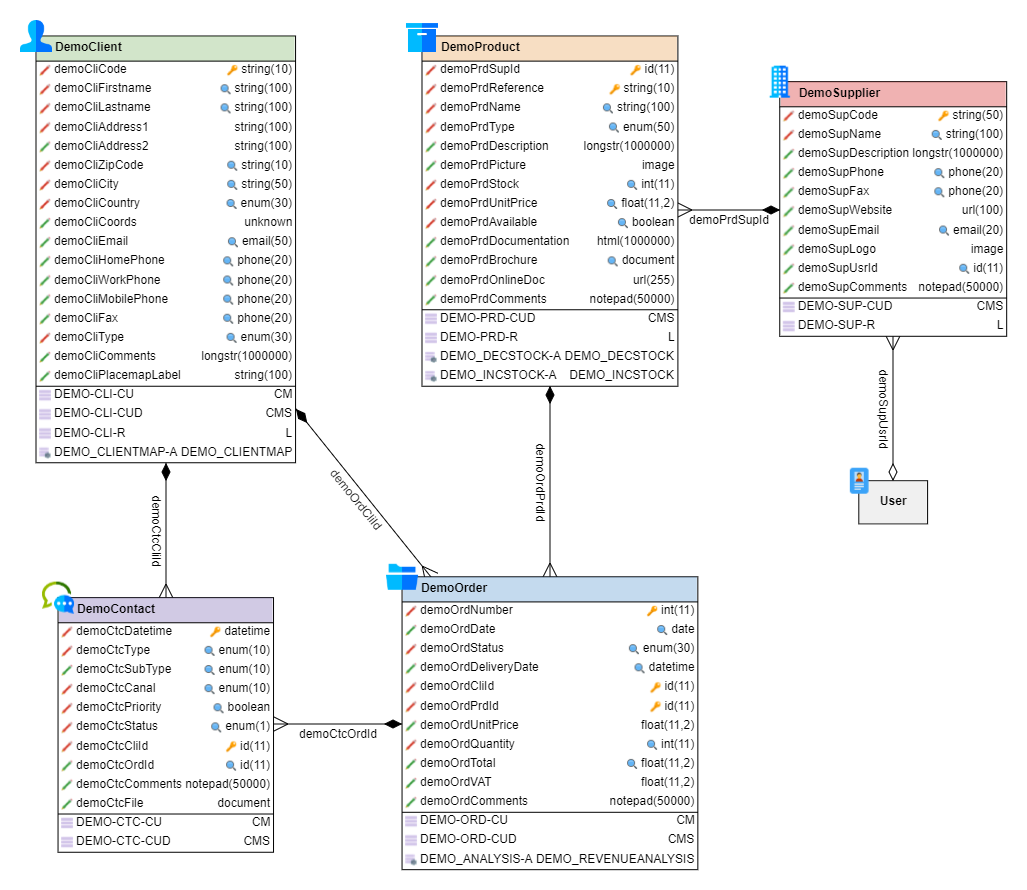 DemoClient
demoCliCode string(10)
demoCliFirstname string(100)
demoCliLastname string(100)
demoCliAddress1 string(100)
demoCliAddress2 string(100)
demoCliZipCode string(10)
demoCliCity string(50)
demoCliCountry enum(30)
demoCliCoords unknown
demoCliEmail email(50)
demoCliHomePhone phone(20)
demoCliWorkPhone phone(20)
demoCliMobilePhone phone(20)
demoCliFax phone(20)
demoCliType enum(30)
demoCliComments longstr(1000000)
demoCliPlacemapLabel string(100)
DEMO-CLI-CU CM
DEMO-CLI-CUD CMS
DEMO-CLI-R L
DEMO_CLIENTMAP-A DEMO_CLIENTMAP
DemoProduct
demoPrdSupId id(11)
demoPrdReference string(10)
demoPrdName string(100)
demoPrdType enum(50)
demoPrdDescription longstr(1000000)
demoPrdPicture image
demoPrdStock int(11)
demoPrdUnitPrice float(11,2)
demoPrdAvailable boolean
demoPrdDocumentation html(1000000)
demoPrdBrochure document
demoPrdOnlineDoc url(255)
demoPrdComments notepad(50000)
DEMO-PRD-CUD CMS
DEMO-PRD-R L
DEMO_DECSTOCK-A DEMO_DECSTOCK
DEMO_INCSTOCK-A DEMO_INCSTOCK
demoPrdSupId
DemoSupplier
demoSupCode string(50)
demoSupName string(100)
demoSupDescription longstr(1000000)
demoSupPhone phone(20)
demoSupFax phone(20)
demoSupWebsite url(100)
demoSupEmail email(20)
demoSupLogo image
demoSupUsrId id(11)
demoSupComments notepad(50000)
DEMO-SUP-CUD CMS
DEMO-SUP-R L
demoSupUsrId
User
demoCtcCliId
demoOrdCliId
demoOrdPrdId
DemoContact
demoCtcDatetime datetime
demoCtcType enum(10)
demoCtcSubType enum(10)
demoCtcCanal enum(10)
demoCtcPriority boolean
demoCtcStatus enum(1)
demoCtcCliId id(11)
demoCtcOrdId id(11)
demoCtcComments notepad(50000)
demoCtcFile document
DEMO-CTC-CU CM
DEMO-CTC-CUD CMS
demoCtcOrdId
DemoOrder
demoOrdNumber int(11)
demoOrdDate date
demoOrdStatus enum(30)
demoOrdDeliveryDate datetime
demoOrdCliId id(11)
demoOrdPrdId id(11)
demoOrdUnitPrice float(11,2)
demoOrdQuantity int(11)
demoOrdTotal float(11,2)
demoOrdVAT float(11,2)
demoOrdComments notepad(50000)
DEMO-ORD-CU CM
DEMO-ORD-CUD CMS
DEMO_ANALYSIS-A DEMO_REVENUEANALYSIS